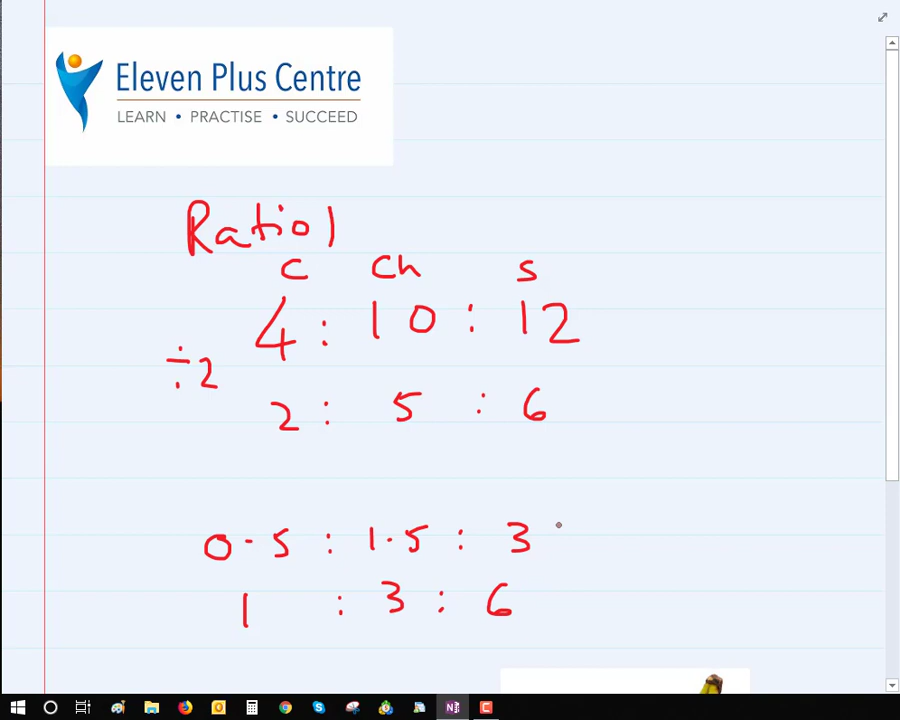 Eleven Plus Centre
LEARN • PRACTISE • SUCCEED
Ratio 1
c ch s
4 : 10 : 12
÷2
2 : 5 : 6
0.5 : 1.5 : 3
1 : 3 : 6